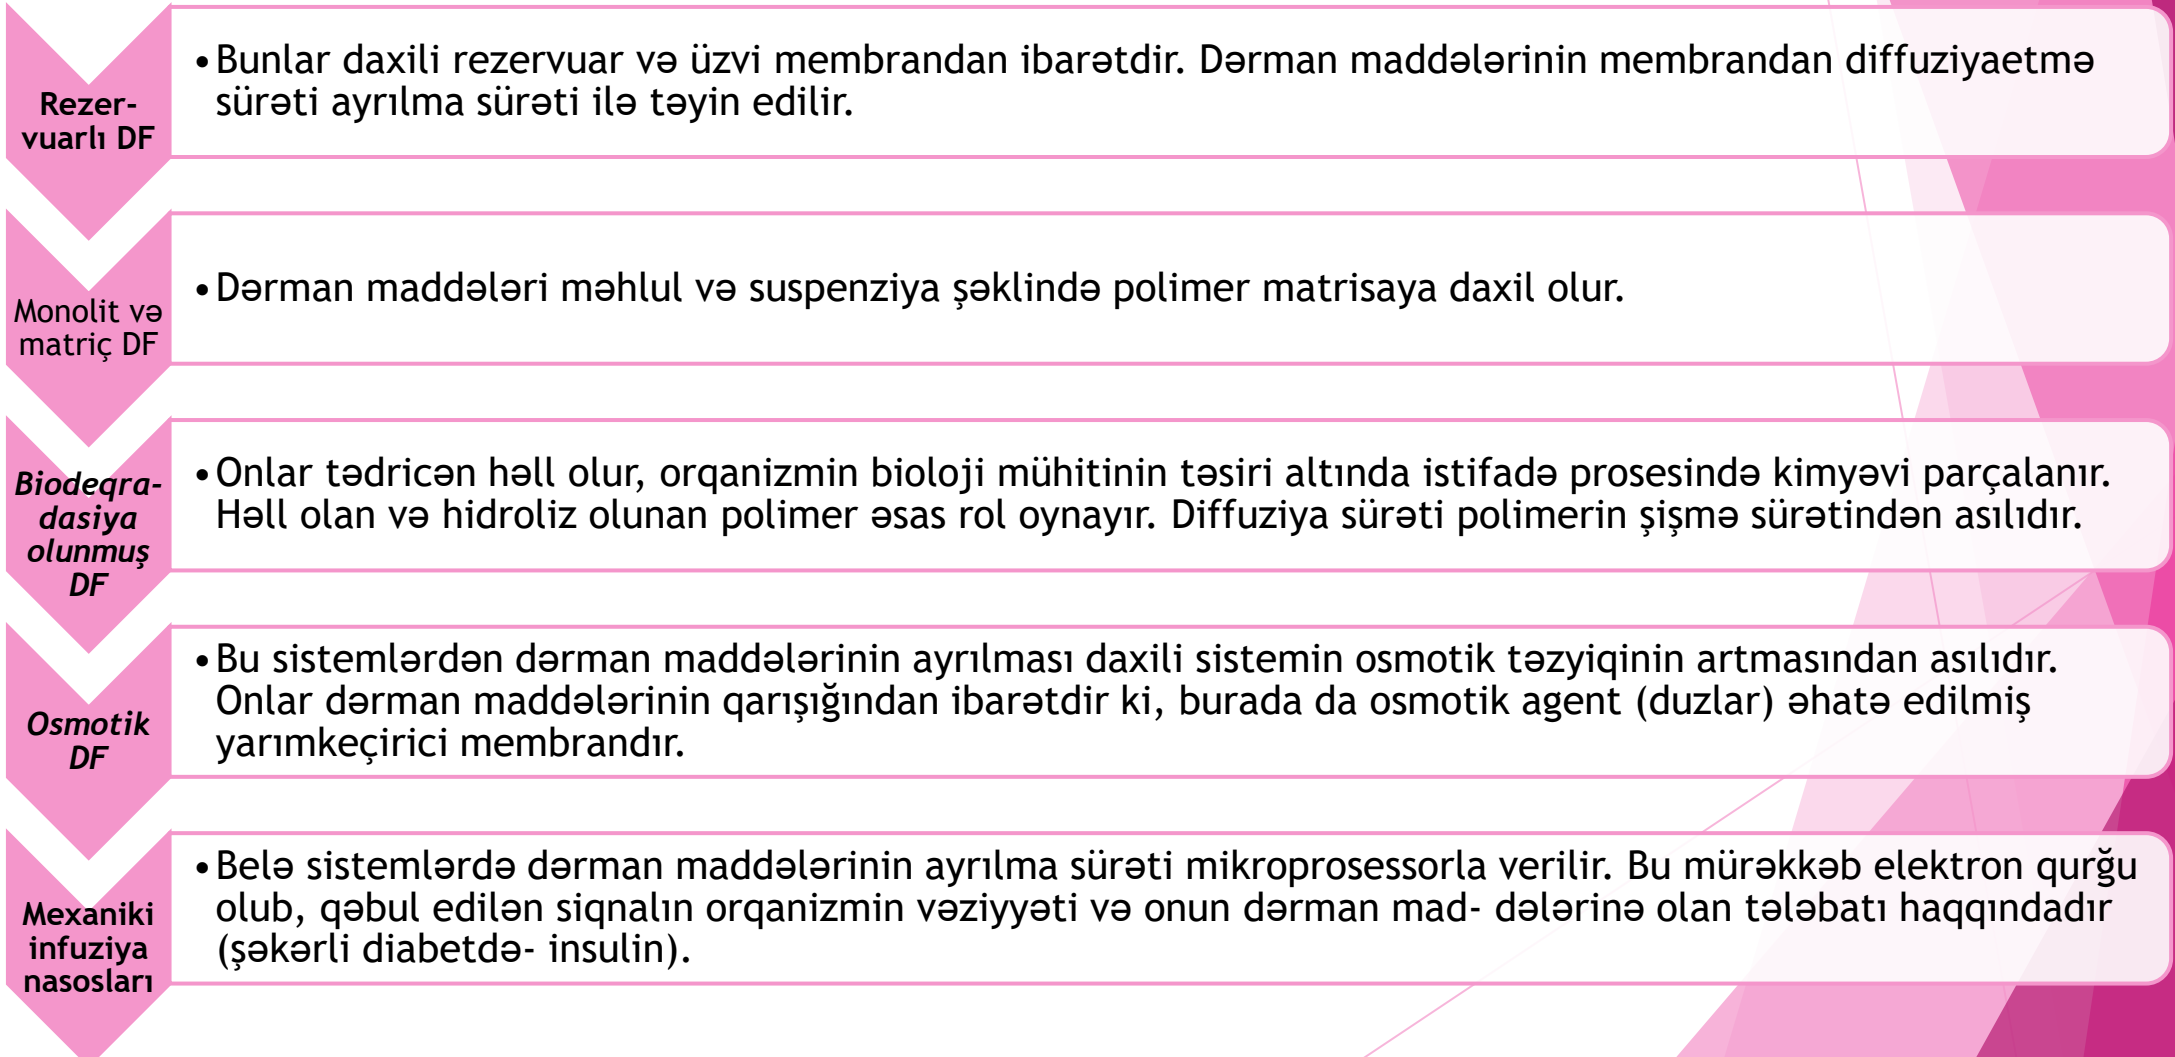 Rezer-
vuarlı DF
•Bunlar daxili rezervuar və üzvi membrandan ibarətdir. Dərman maddələrinin membrandan diffuziyaetmə
sürəti ayrılma sürəti ilə təyin edilir.
Monolit və
matriç DF
•Dərman maddələri məhlul və suspenziya şəklində polimer matrisaya daxil olur.
Biodeqra-
dasiya
olunmuş
DF
•Onlar tədricən həll olur, orqanizmin bioloji mühitinin təsiri altında istifadə prosesində kimyəvi parçalanır.
Həll olan və hidroliz olunan polimer əsas rol oynayır. Diffuziya sürəti polimerin şişmə sürətindən asılıdır.
Osmotik
DF
•Bu sistemlərdən dərman maddələrinin ayrılması daxili sistemin osmotik təzyiqinin artmasından asılıdır.
Onlar dərman maddələrinin qarışığından ibarətdir ki, burada da osmotik agent (duzlar) əhatə edilmiş
yarımkeçirici membrandır.
Mexaniki
infuziya
nasosları
•Belə sistemlərdə dərman maddələrinin ayrılma sürəti mikroprosessorla verilir. Bu mürəkkəb elektron qurğu
olub, qəbul edilən siqnalın orqanizmin vəziyyəti və onun dərman mad- dələrinə olan tələbatı haqqındadır
(şəkərli diabetdə- insulin).